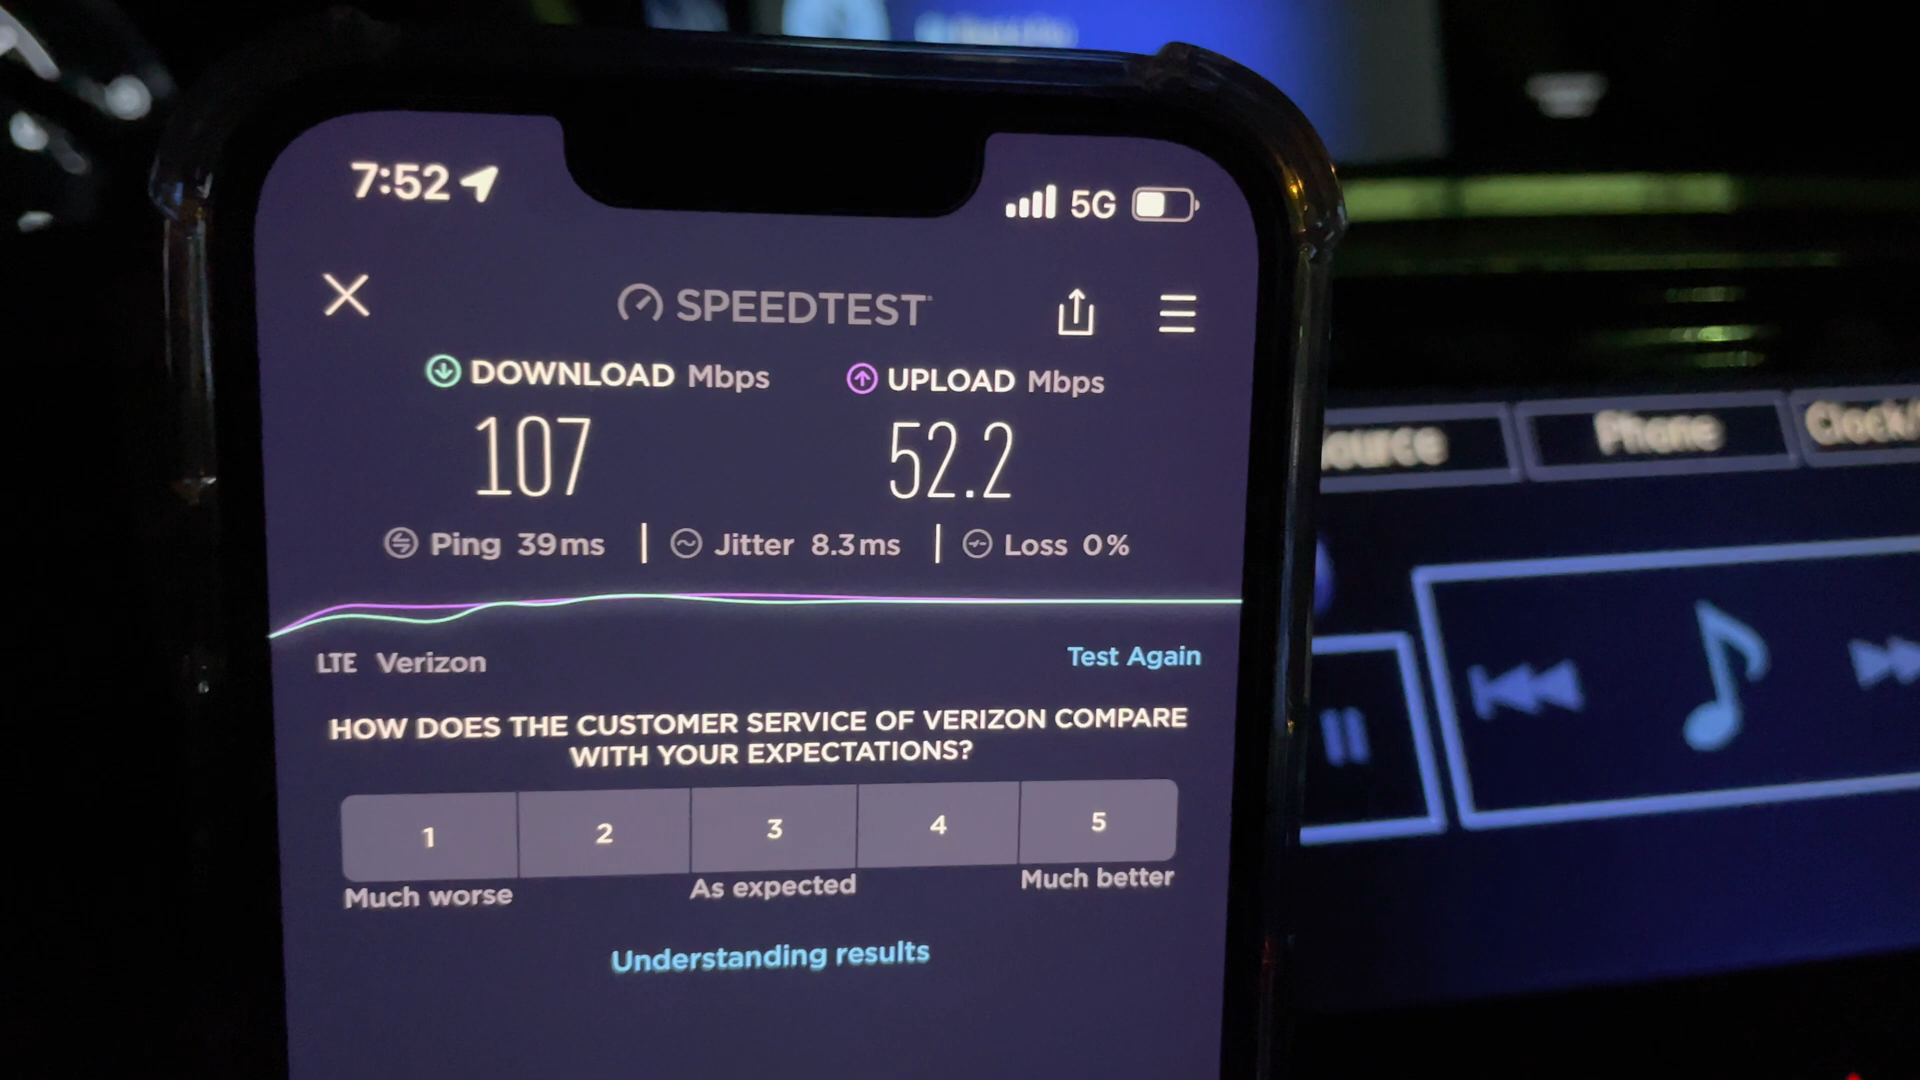 7:52 5G
SPEEDTEST
DOWNLOAD Mbps UPLOAD Mbps
107 52.2
Ping 39ms | Jitter 8.3ms | Loss 0%
LTE Verizon Test Again
HOW DOES THE CUSTOMER SERVICE OF VERIZON COMPARE
WITH YOUR EXPECTATIONS?
1 2 3 4 5
Much worse As expected Much better
Understanding results
ource Phone Clock/